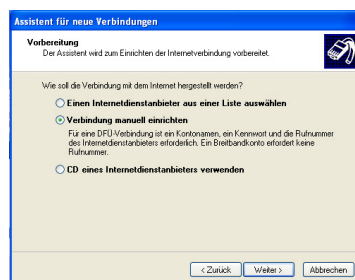 Assistent für neue Verbindungen
Vorbereitung
Der Assistent wird zum Einrichten der Internetverbindung vorbereitet.
Wie soll die Verbindung mit dem Internet hergestellt werden?
Einen Internetdienstanbieter aus einer Liste auswählen
Verbindung manuell einrichten
Für eine DFÜ-Verbindung ist ein Kontonamen, ein Kennwort und die Rufnummer
des Internetdienstanbieters erforderlich. Ein Breitbandkonto erfordert keine
Rufnummer.
CD eines Internetdienstanbieters verwenden
< Zurück Weiter > Abbrechen